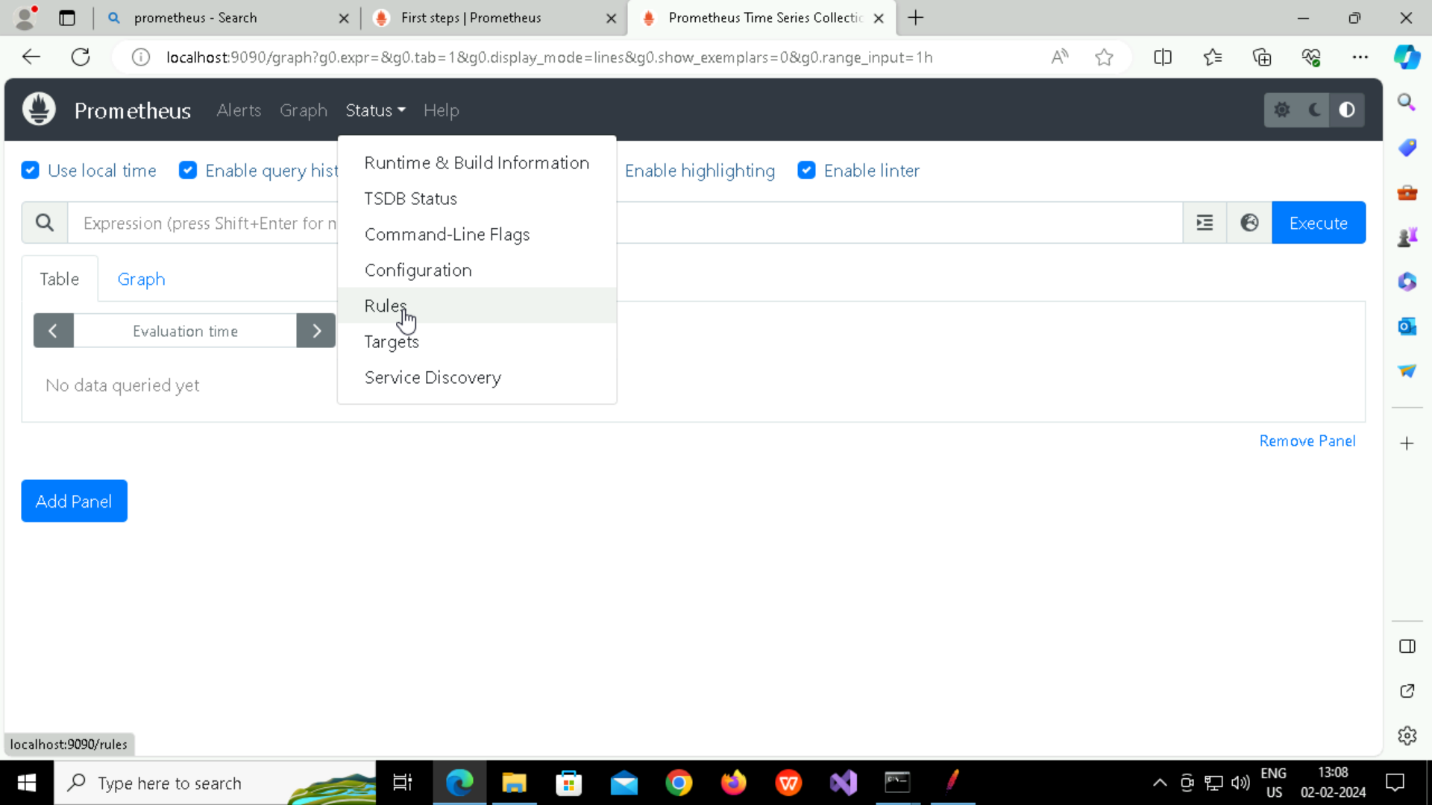 prometheus - Search
First steps | Prometheus
Prometheus Time Series Collectic
localhost:9090/graph?g0.expr=&g0.tab=1&g0.display_mode=lines&g0.show_exemplars=0&g0.range_input=1h
Prometheus Alerts Graph Status Help
Use local time Enable query hist Enable highlighting Enable linter
Runtime & Build Information
TSDB Status
Expression (press Shift+Enter for n Execute
Command-Line Flags
Configuration
Table Graph
Rules
Evaluation time
Targets
Service Discovery
No data queried yet
Remove Panel
Add Panel
localhost:9090/rules
Type here to search
ENG
US
13:08
02-02-2024